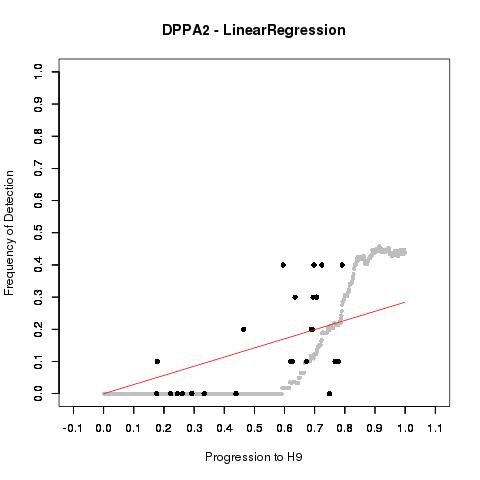 DPPA2 - LinearRegression
Frequency of Detection
1.0
0.9
0.8
0.7
0.6
0.5
0.4
0.3
0.2
0.1
0.0
-0.1 0.0 0.1 0.2 0.3 0.4 0.5 0.6 0.7 0.8 0.9 1.0 1.1
Progression to H9